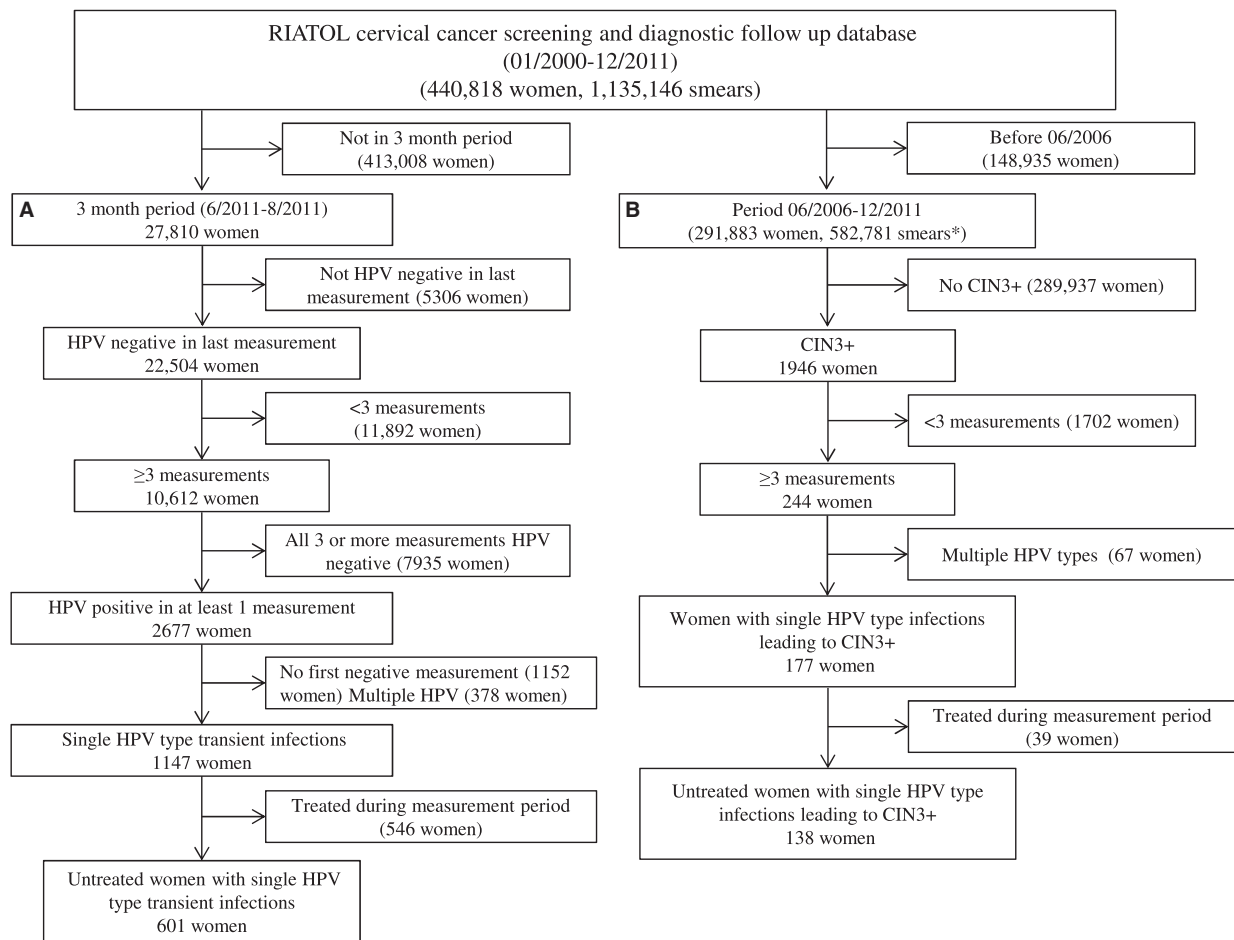 RIATOL cervical cancer screening and diagnostic follow up database
(01/2000-12/2011)
(440,818 women, 1,135,146 smears)
Not in 3 month period
(413,008 women)
A
3 month period (6/2011-8/2011)
27,810 women
Not HPV negative in last
measurement (5306 women)
HPV negative in last measurement
22,504 women
<3 measurements
(11,892 women)
≥3 measurements
10,612 women
All 3 or more measurements HPV
negative (7935 women)
HPV positive in at least 1 measurement
2677 women
No first negative measurement (1152
women) Multiple HPV (378 women)
Single HPV type transient infections
1147 women
Treated during measurement period
(546 women)
Untreated women with single HPV
type transient infections
601 women
Before 06/2006
(148,935 women)
B
Period 06/2006-12/2011
(291,883 women, 582,781 smears*)
No CIN3+ (289,937 women)
CIN3+
1946 women
<3 measurements (1702 women)
≥3 measurements
244 women
Multiple HPV types (67 women)
Women with single HPV type infections
leading to CIN3+
177 women
Treated during measurement period
(39 women)
Untreated women with single HPV type
infections leading to CIN3+
138 women